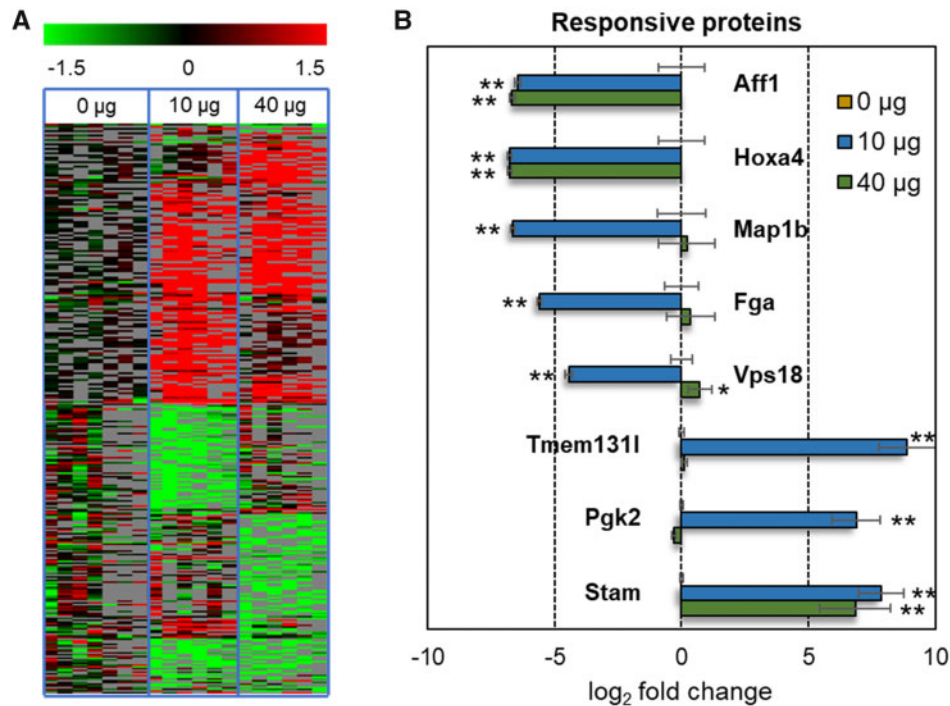 A
-1.5 0 1.5
0 µg 10 µg 40 µg
B
Responsive proteins
** Aff1
**
0 µg
10 µg
40 µg
** Hoxa4
**
** Map1b
** Fga
** Vps18
*
Tmem131l **
Pgk2 **
Stam **
**
-10 -5 0 5 10
log2 fold change